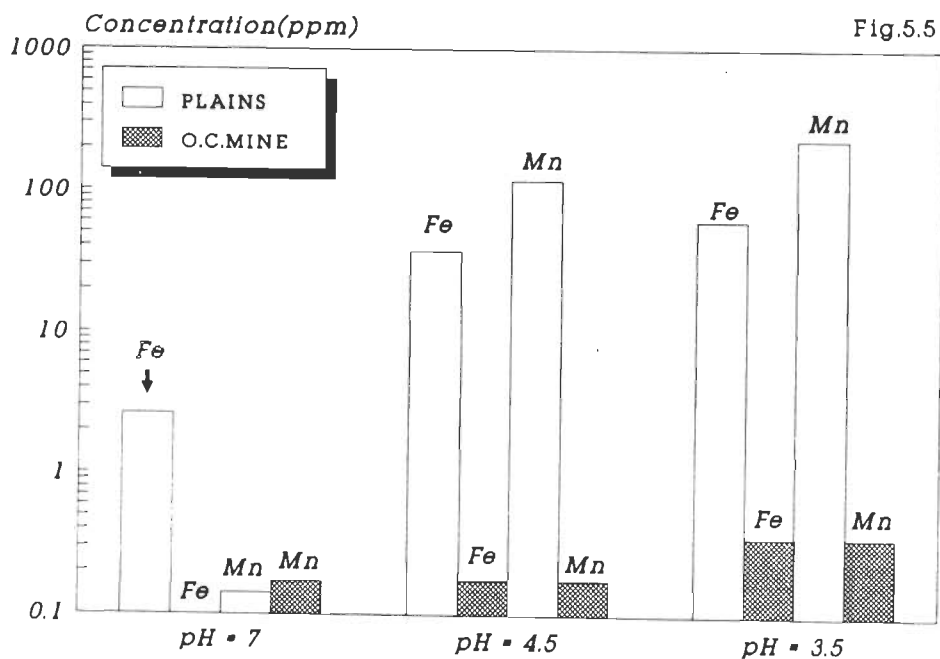 Concentration(ppm)
Fig.5.5
1000
100
10
1
0.1
PLAINS
O.C.MINE
Fe
Fe
Mn
Mn
Fe
Fe
Mn
Mn
Fe
Fe
Mn
Mn
pH = 7
pH = 4.5
pH = 3.5